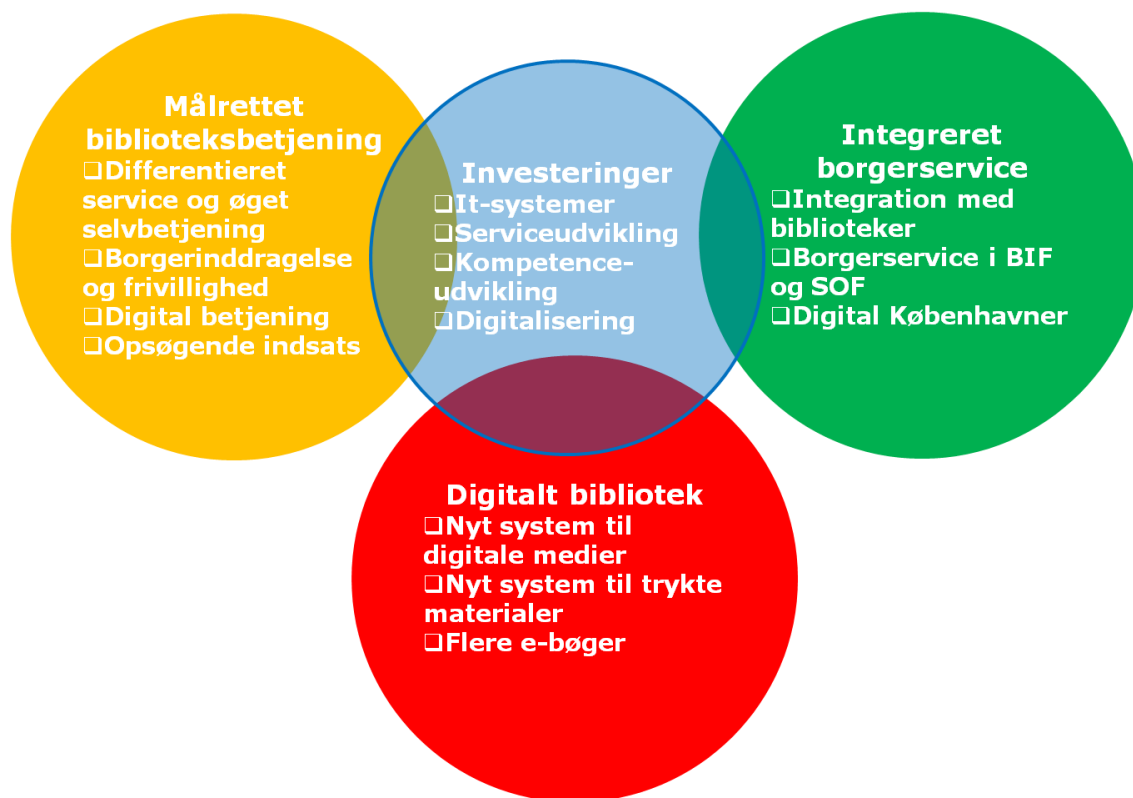 Målrettet
biblioteksbetjening
❑Differentieret
service og øget
selvbetjening
❑Borgerinddragelse
og frivillighed
❑Digital betjening
❑Opsøgende indsats
Investeringer
❑It-systemer
❑Serviceudvikling
❑Kompetence-
udvikling
❑Digitalisering
Integreret
borgerservice
❑Integration med
biblioteker
❑Borgerservice i BIF
og SOF
❑Digital Københavner
Digitalt bibliotek
❑Nyt system til
digitale medier
❑Nyt system til trykte
materialer
❑Flere e-bøger